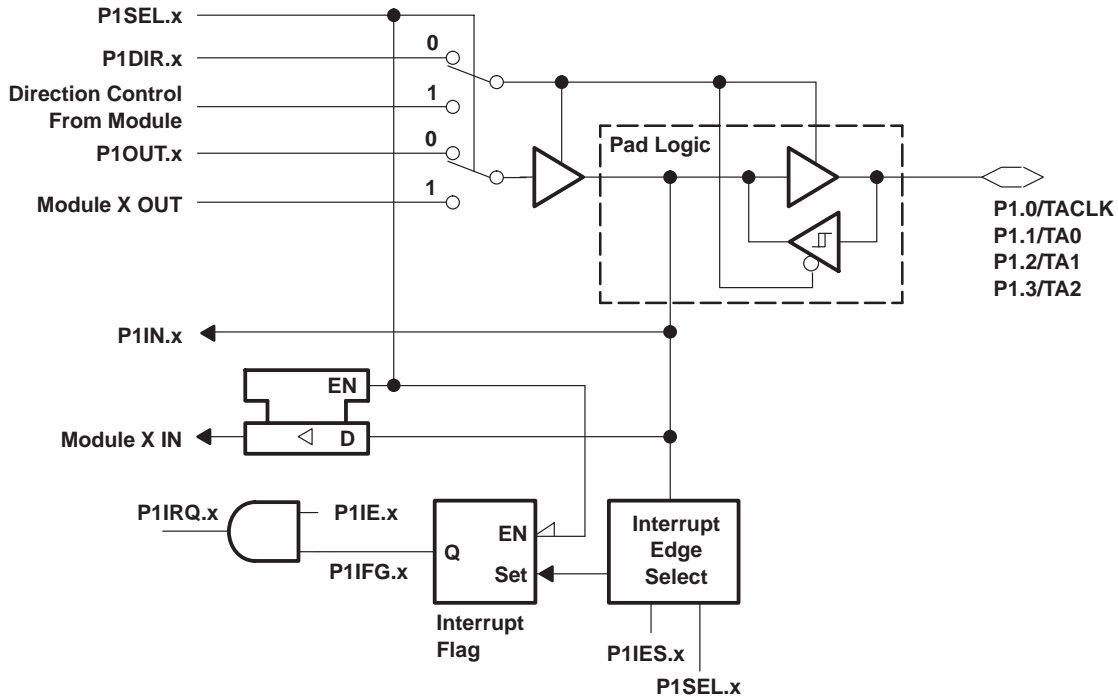 P1SEL.x
P1DIR.x
0
Direction Control
From Module
1
P1OUT.x
0
Module X OUT
1
Pad Logic
P1.0/TACLK
P1.1/TA0
P1.2/TA1
P1.3/TA2
P1IN.x
EN
Module X IN
D
P1IRQ.x
P1IE.x
P1IFG.x
Q
EN
Set
Interrupt
Flag
Interrupt
Edge
Select
P1IES.x
P1SEL.x